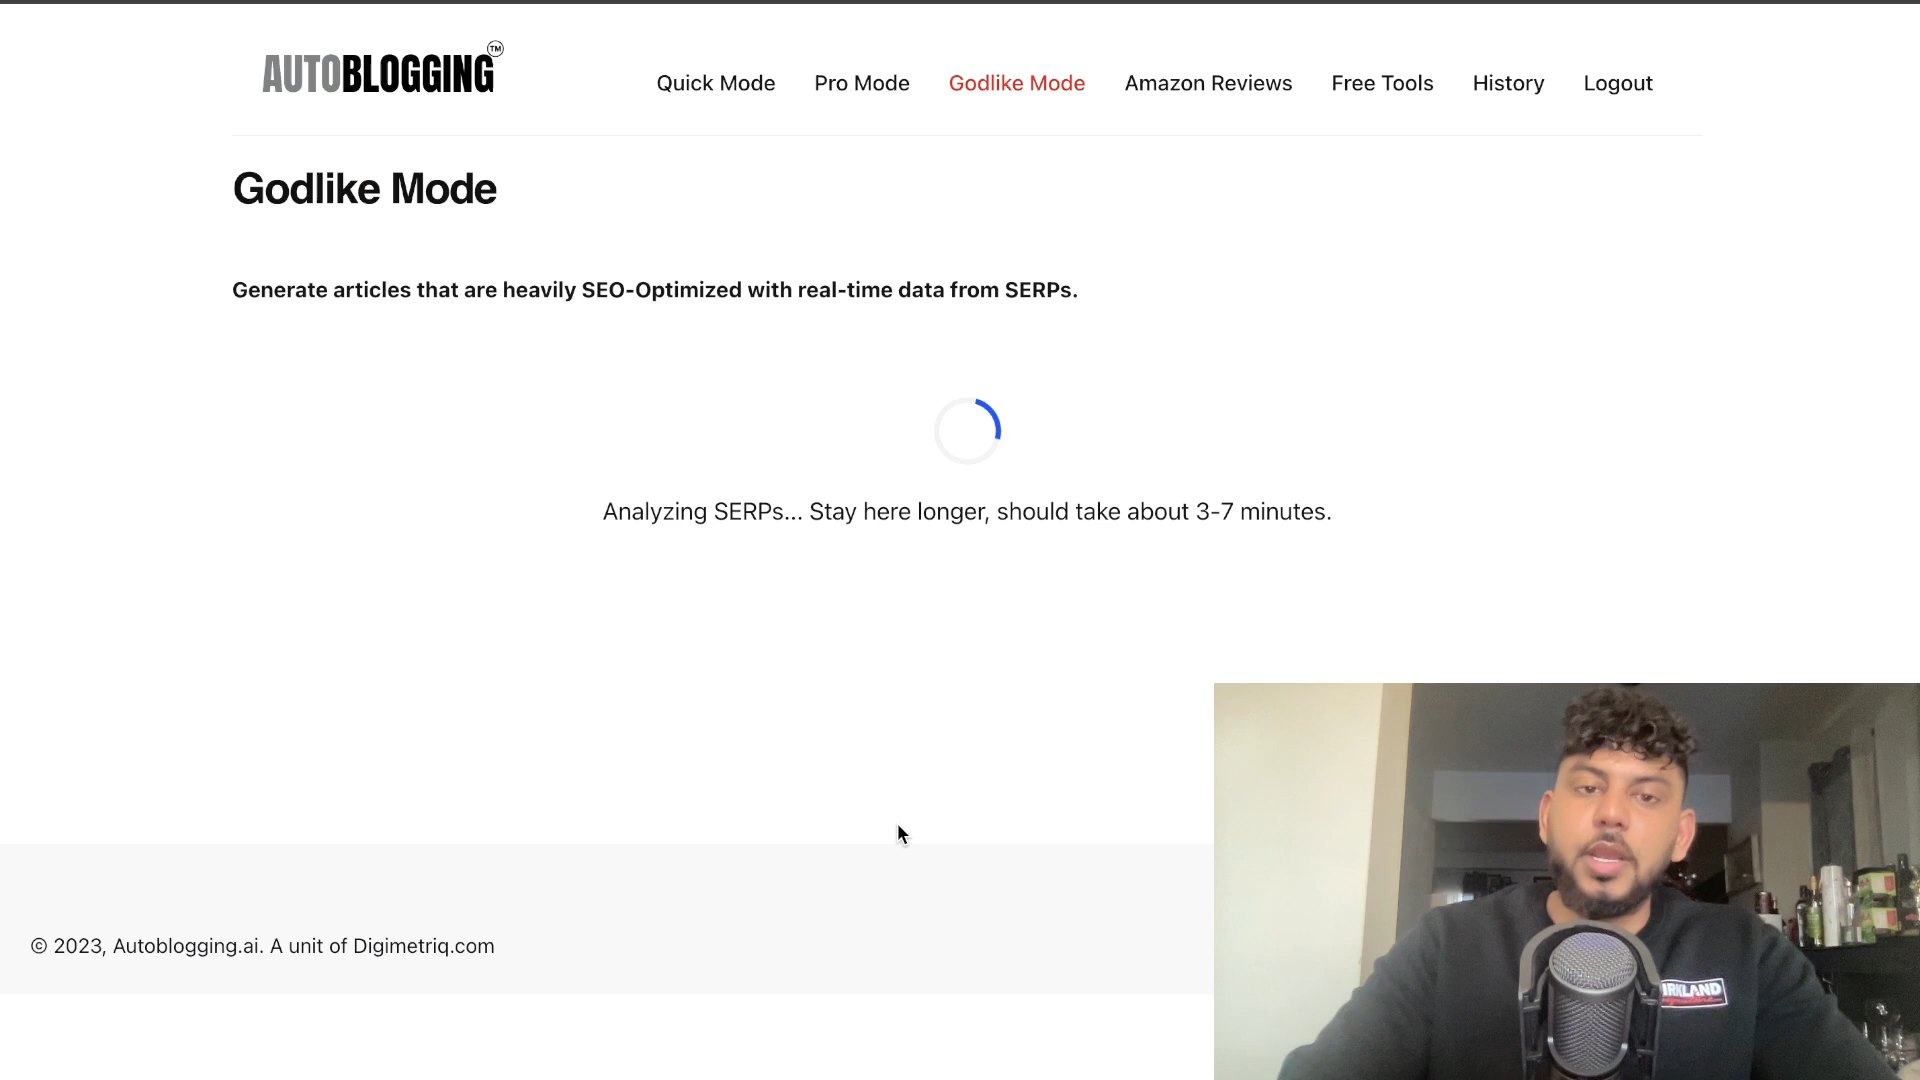 AUTOBLOGGING TM
Quick Mode Pro Mode Godlike Mode Amazon Reviews Free Tools History Logout
Godlike Mode
Generate articles that are heavily SEO-Optimized with real-time data from SERPs.
Analyzing SERPs... Stay here longer, should take about 3-7 minutes.
© 2023, Autoblogging.ai. A unit of Digimetriq.com
IRKLAND